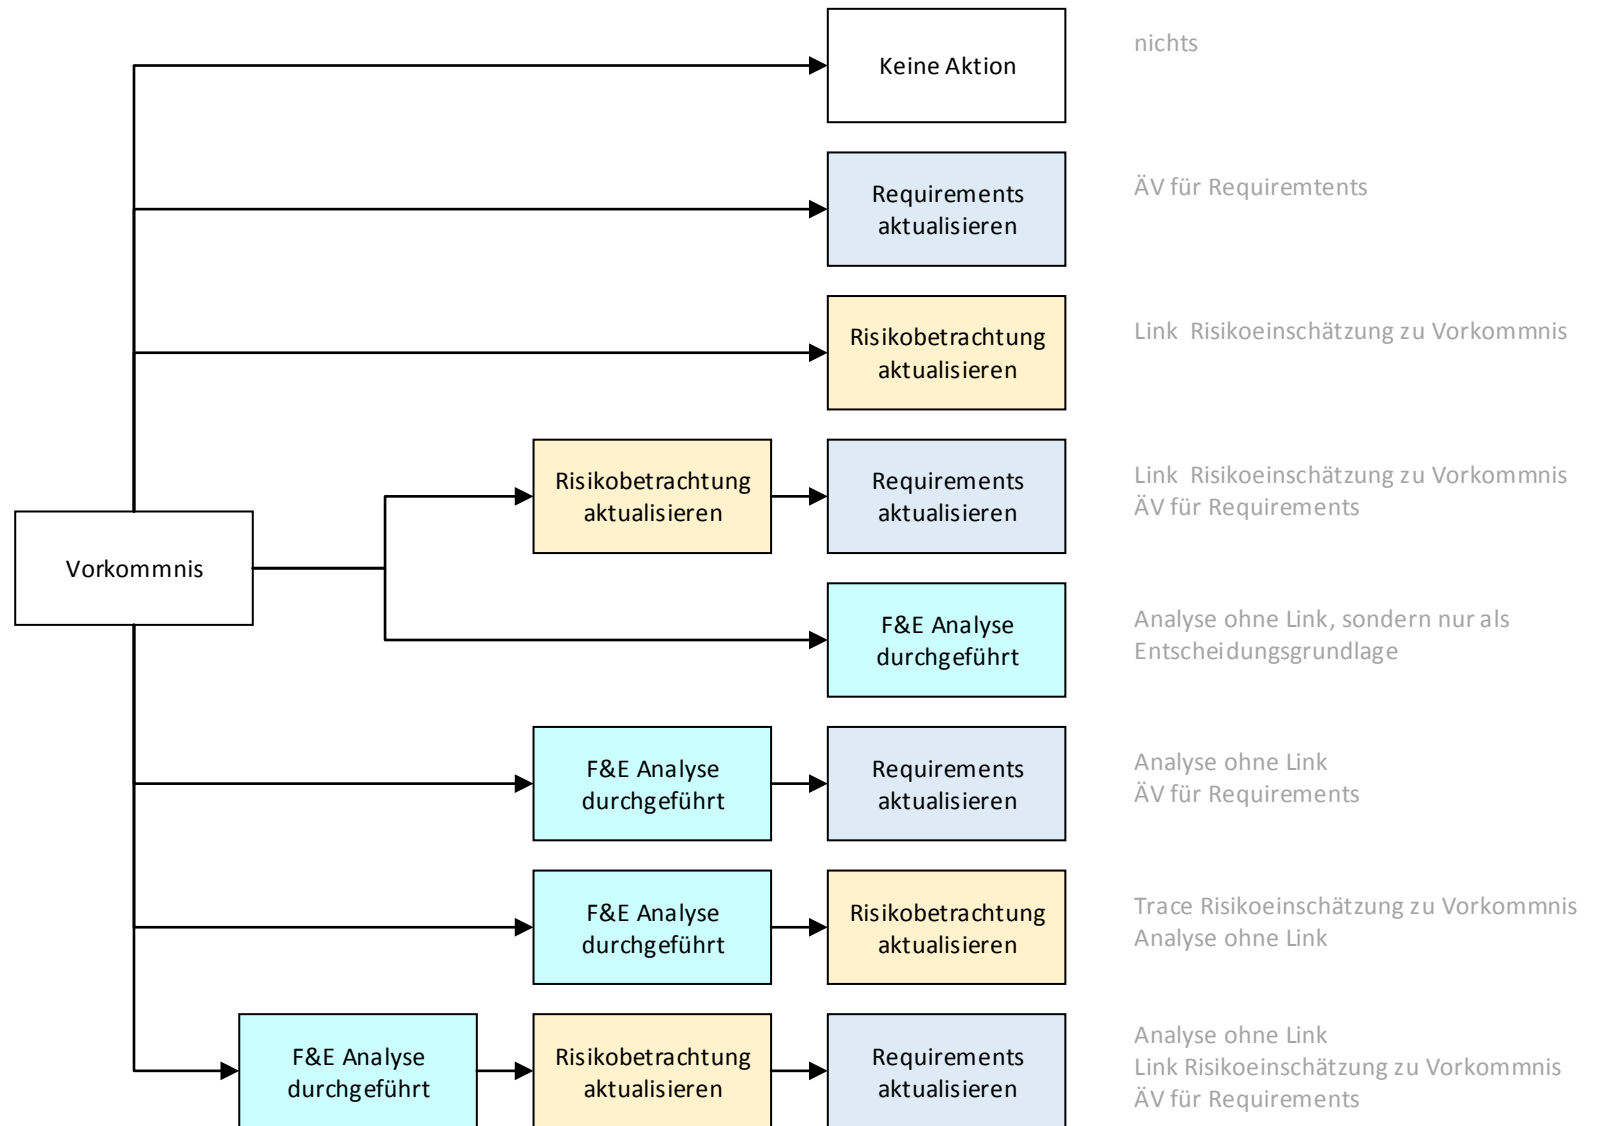 Keine Aktion
nichts
Requirements
aktualisieren
ÄV für Requiremtents
Risikobetrachtung
aktualisieren
Link Risikoeinschätzung zu Vorkommnis
Risikobetrachtung
aktualisieren
Requirements
aktualisieren
Link Risikoeinschätzung zu Vorkommnis
ÄV für Requirements
Vorkommnis
F&E Analyse
durchgeführt
Analyse ohne Link, sondern nur als
Entscheidungsgrundlage
F&E Analyse
durchgeführt
Requirements
aktualisieren
Analyse ohne Link
ÄV für Requirements
F&E Analyse
durchgeführt
Risikobetrachtung
aktualisieren
Trace Risikoeinschätzung zu Vorkommnis
Analyse ohne Link
F&E Analyse
durchgeführt
Risikobetrachtung
aktualisieren
Requirements
aktualisieren
Analyse ohne Link
Link Risikoeinschätzung zu Vorkommnis
ÄV für Requirements